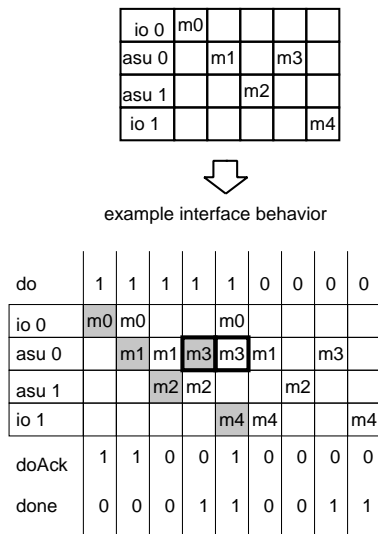 io 0 m0
asu 0 m1 m3
asu 1 m2
io 1 m4
example interface behavior
do 1 1 1 1 1 0 0 0 0
io 0 m0 m0 m0
asu 0 m1 m1 m3 m3 m1 m3
asu 1 m2 m2 m2
io 1 m4 m4 m4
doAck 1 1 0 0 1 0 0 0 0
done 0 0 0 1 1 0 0 1 1